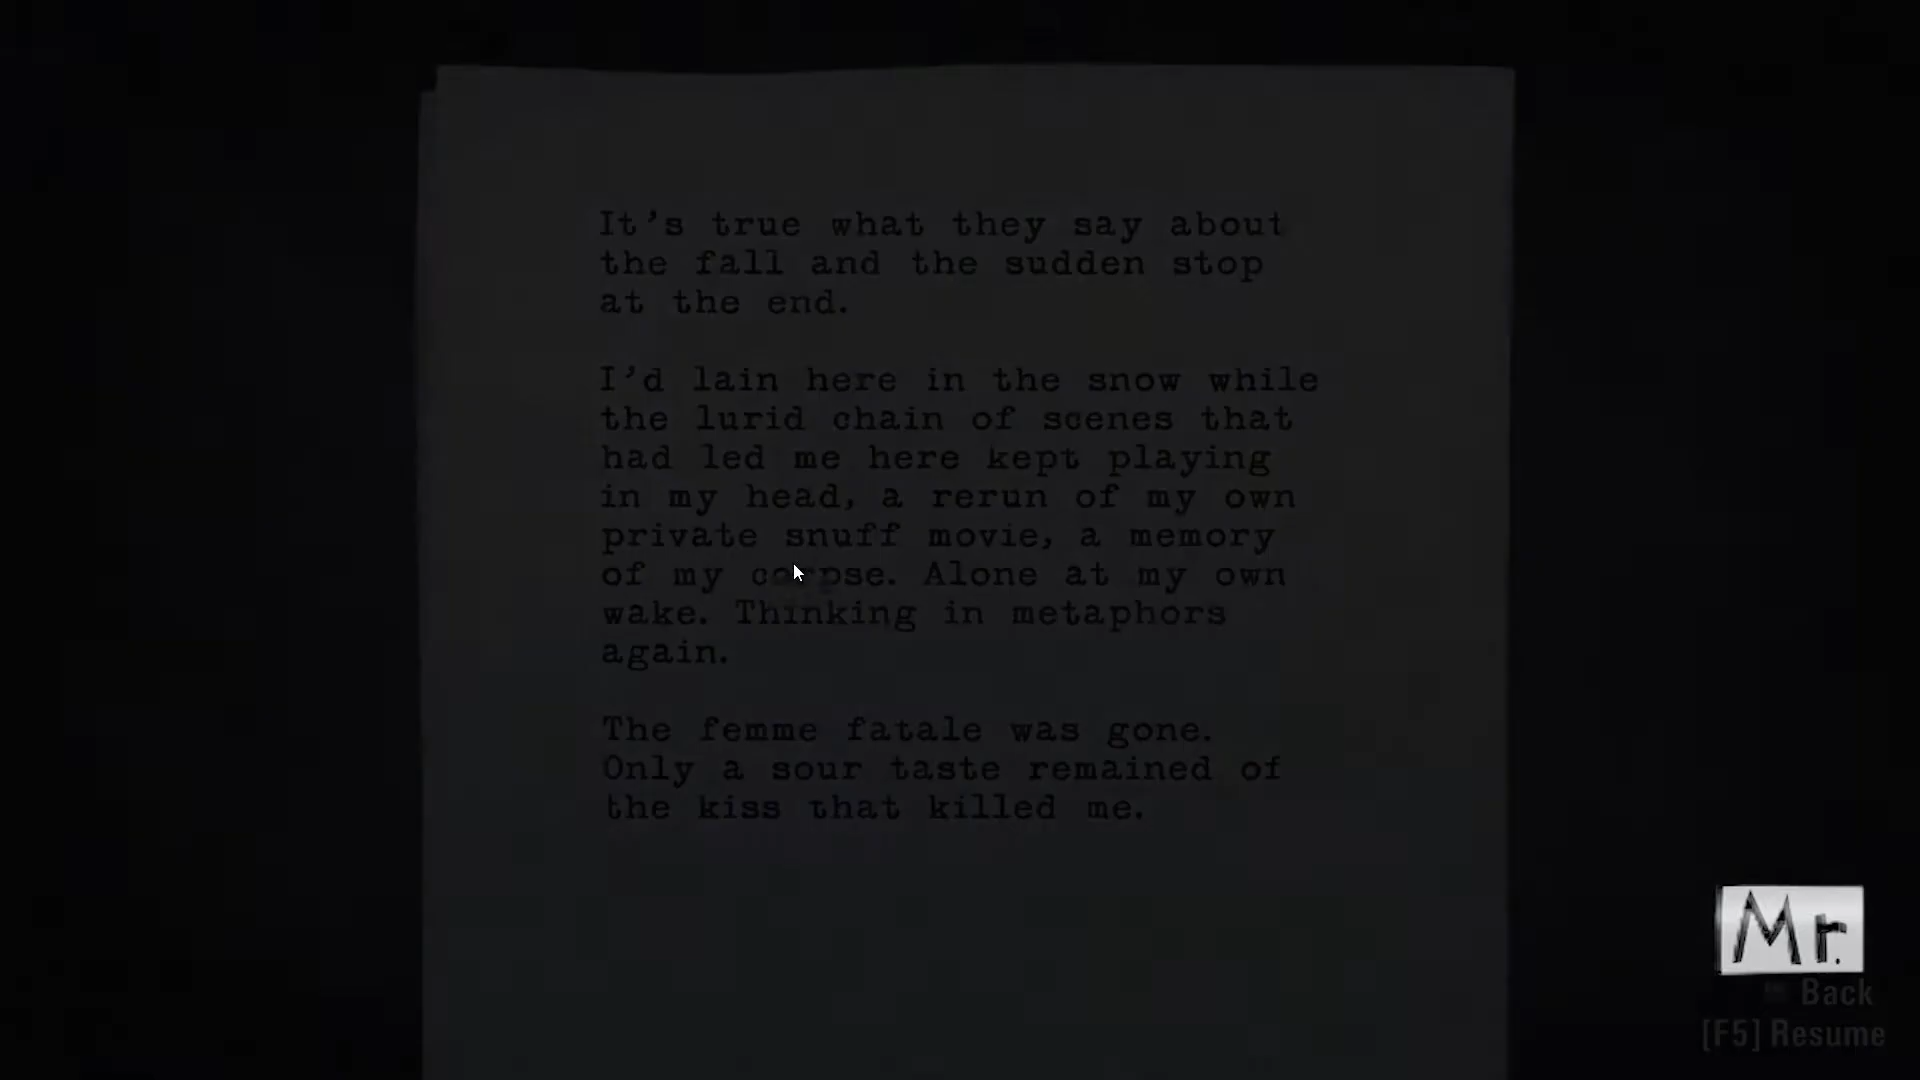 It's true what they say about
the fall and the sudden stop
at the end.
I'd lain here in the snow while
the lurid chain of scenes that
had led me here kept playing
in my head, a rerun of my own
private snuff movie, a memory
of my corpse. Alone at my own
wake. Thinking in metaphors
again.
The femme fatale was gone.
Only a sour taste remained of
the kiss that killed me.
Mr.
Back
[F5] Resume